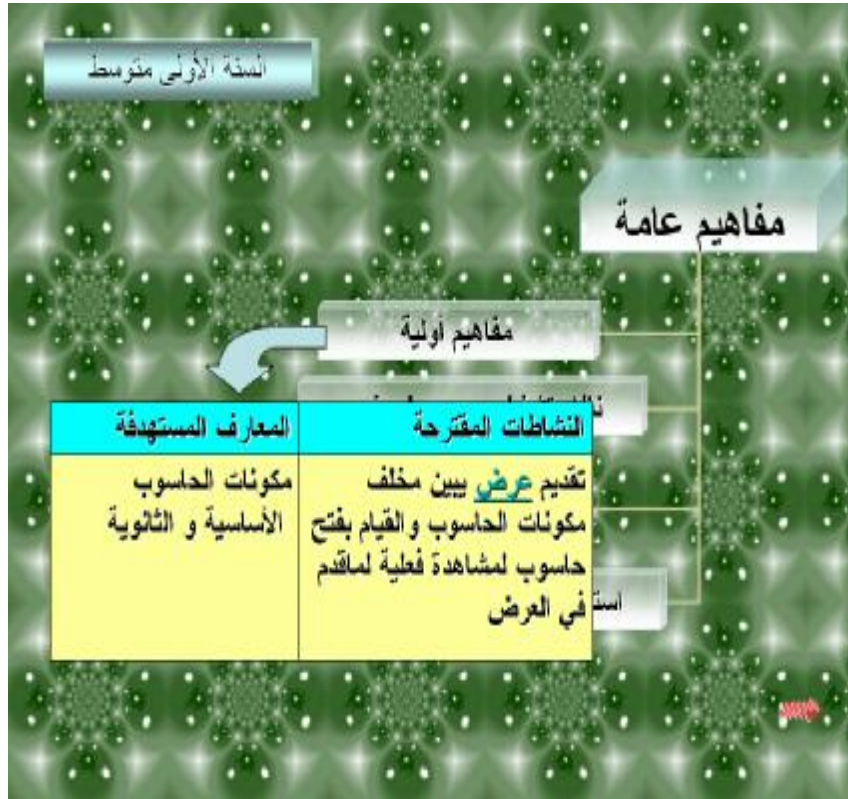 السنة الأولى متوسط
مفاهيم عامة
مفاهيم أولية
النشاطات المقترحة
المعارف المستهدفة
تقديم عرض يبين مخلف
مكونات الحاسوب والقيام بفتح
حاسوب لمشاهدة فعلية لماقدم
في العرض
مكونات الحاسوب
الأساسية و الثانوية